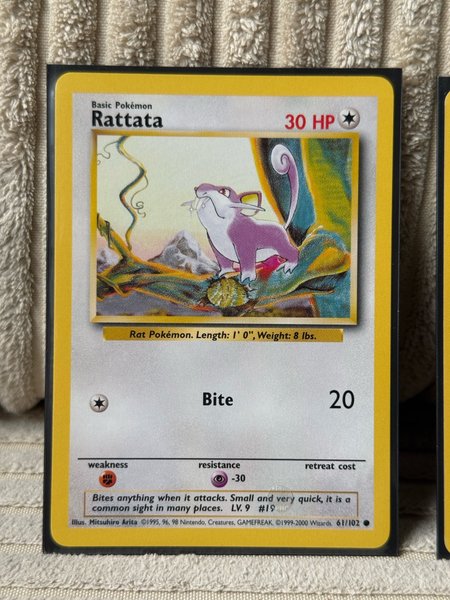 Basic Pokémon
Rattata 30 HP
Rat Pokémon. Length: 1' 0", Weight: 8 lbs.
Bite 20
weakness resistance retreat cost
-30
Bites anything when it attacks. Small and very quick, it is a
common sight in many places. LV. 9 #19
Illus. Mitsuhiro Arita ©1995, 96, 98 Nintendo, Creatures, GAMEFREAK. ©1999-2000 Wizards. 61/102